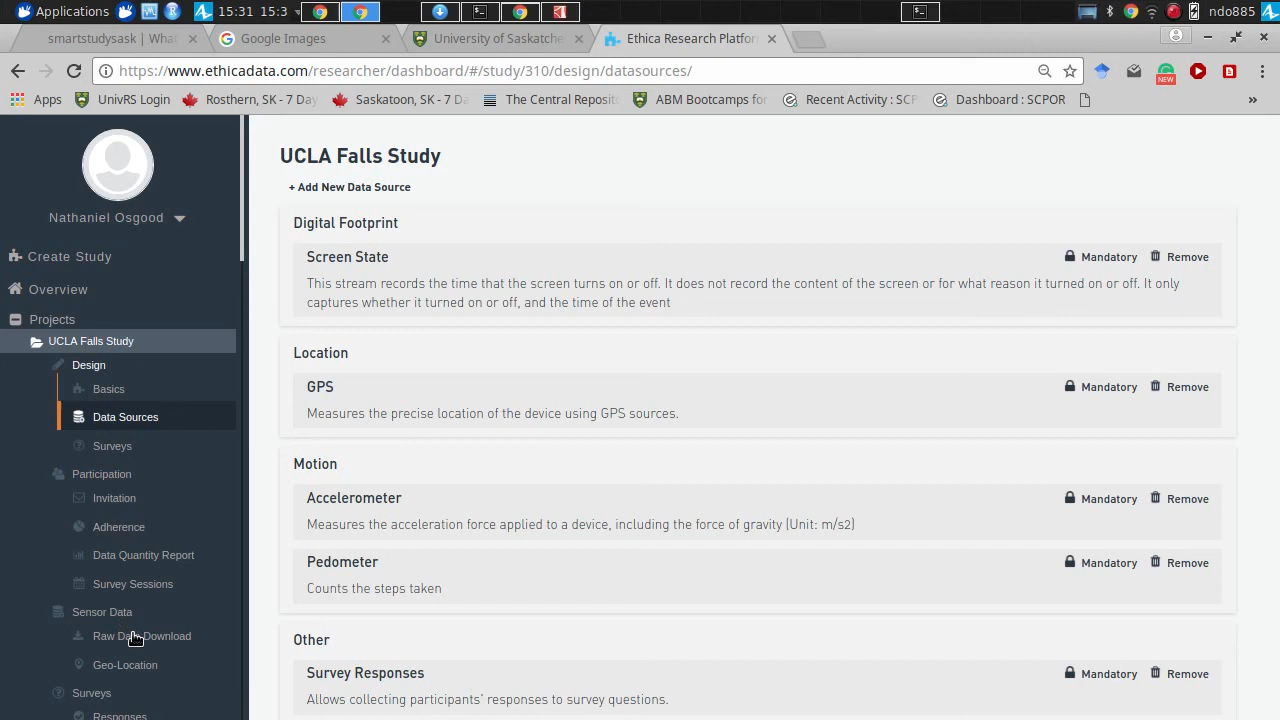 Applications 15:31 15:3 ndo885
smartstudysask | What Google Images University of Saskatche Ethica Research Platfor
https://www.ethicadata.com/researcher/dashboard/#/study/310/design/datasources/
Apps UnivRS Login Rosthern, SK - 7 Day Saskatoon, SK - 7 Da The Central Reposit ABM Bootcamps fo Recent Activity : SCP Dashboard : SCPOR »
NEW
Nathaniel Osgood
Create Study
Overview
Projects
UCLA Falls Study
Design
Basics
Data Sources
Surveys
Participation
Invitation
Adherence
Data Quantity Report
Survey Sessions
Sensor Data
Raw Data Download
Geo-Location
Surveys
Responses
UCLA Falls Study
+ Add New Data Source
Digital Footprint
Screen State Mandatory Remove
This stream records the time that the screen turns on or off. It does not record the content of the screen or for what reason it turned on or off. It only
captures whether it turned on or off, and the time of the event
Location
GPS Mandatory Remove
Measures the precise location of the device using GPS sources.
Motion
Accelerometer Mandatory Remove
Measures the acceleration force applied to a device, including the force of gravity (Unit: m/s2)
Pedometer Mandatory Remove
Counts the steps taken
Other
Survey Responses Mandatory Remove
Allows collecting participants' responses to survey questions.